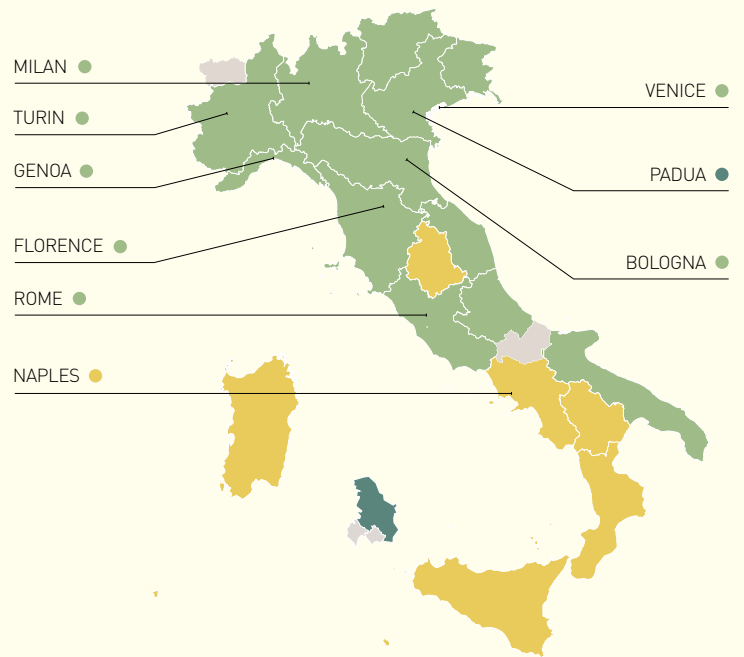 MILAN
TURIN
GENOA
FLORENCE
ROME
NAPLES
VENICE
PADUA
BOLOGNA